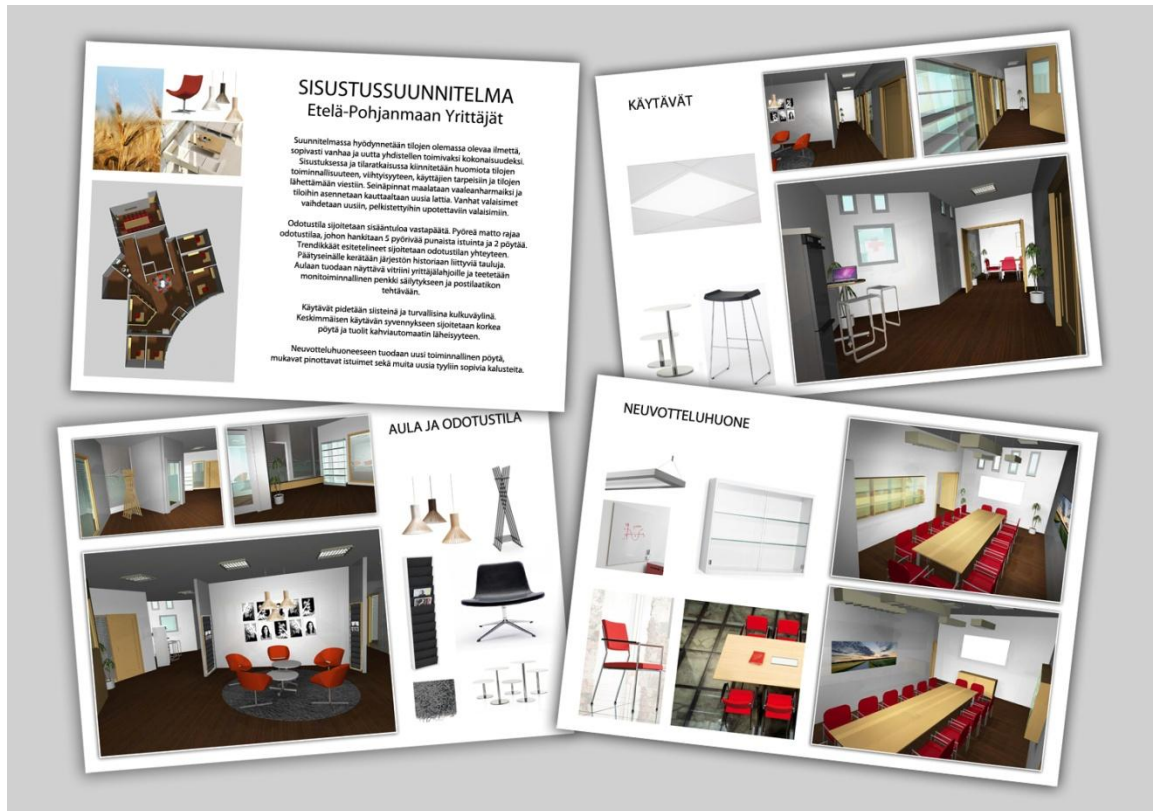 SISUSTUSSUUNNITELMA
Etelä-Pohjanmaan Yrittäjät
Suunnitelmassa hyödynnetään tilojen olemassa olevaa ilmettä,
sopivasti vanhaa ja uutta yhdistellen toimivaksi kokonaisuudeksi.
Sisustuksessa ja tilaratkaisussa kiinnitetään huomiota tilojen
toiminnallisuuteen, viihtyisyyteen, käyttäjien tarpeisiin ja tilojen
lähettämään viestiin. Seinäpinnat maalataan vaaleanharmaiksi ja
tiloihin asennetaan kauttaaltaan uusia lattia. Vanhat valaisimet
vaihdetaan uusiin, pelkistettyihin upotettaviin valaisimiin.
Odotustila sijoitetaan sisääntuloa vastapäätä. Pyöreä matto rajaa
odotustilaa, johon hankitaan 5 pyörivää punaista istuinta ja 2 pöytää.
Trendikkäät esitetelineet sijoitetaan odotustilan yhteyteen.
Päätyseinälle kerätään järjestön historiaan liittyviä tauluja.
Aulaan tuodaan näyttävä vitriini yrittäjälahjoille ja teetetään
monitoiminnallinen penkki säilytykseen ja postilaatikon
tehtävään.
Käytävät pidetään siisteinä ja turvallisina kulkuväylinä.
Keskimmäisen käytävän syvennykseen sijoitetaan korkea
pöytä ja tuolit kahviautomaatin läheisyyteen.
Neuvotteluhuoneeseen tuodaan uusi toiminnallinen pöytä,
mukavat pinottavat istuimet sekä muita uusia tyyliin sopivia kalusteita.
KÄYTÄVÄT
AULA JA ODOTUSTILA
NEUVOTTELUHUONE